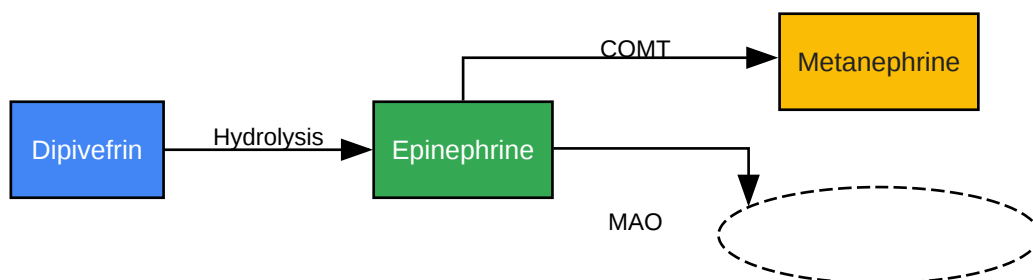 COMT
Metanephrine
Dipivefrin
Hydrolysis
Epinephrine
MAO